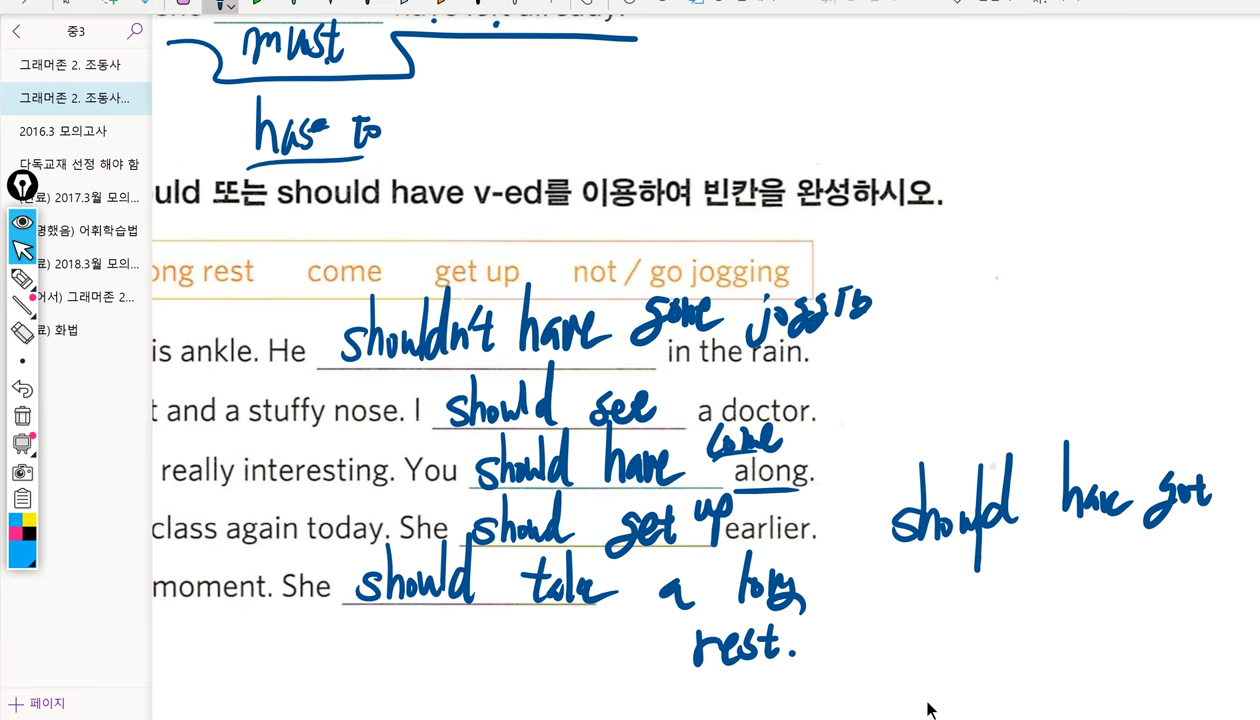 have left already.
must
중3
그래머존 2. 조동사
그래머존 2. 조동사...
has to
2016.3 모의고사
단독교재 선정 해야 함
2017.3월 모의...
should have v-ed를 이용하여 빈칸을 완성하시오.
어휘학습법
2018.3월 모의...
그래머존 2...
화법
rest come get up not / go jogging
is ankle. He shouldn't have gone jogging in the rain.
and a stuffy nose. I should see a doctor.
really interesting. You should have come along.
should have got
class again today. She should get up earlier.
moment. She should take a long
rest.
페이지